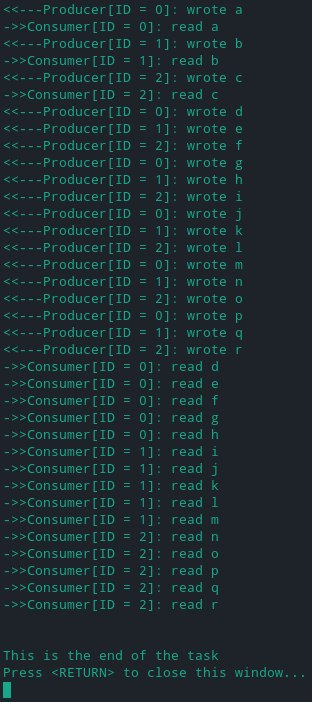 <<---Producer[ID = 0]: wrote a
->>Consumer[ID = 0]: read a
<<---Producer[ID = 1]: wrote b
->>Consumer[ID = 1]: read b
<<---Producer[ID = 2]: wrote c
->>Consumer[ID = 2]: read c
<<---Producer[ID = 0]: wrote d
<<---Producer[ID = 1]: wrote e
<<---Producer[ID = 2]: wrote f
<<---Producer[ID = 0]: wrote g
<<---Producer[ID = 1]: wrote h
<<---Producer[ID = 2]: wrote i
<<---Producer[ID = 0]: wrote j
<<---Producer[ID = 1]: wrote k
<<---Producer[ID = 2]: wrote l
<<---Producer[ID = 0]: wrote m
<<---Producer[ID = 1]: wrote n
<<---Producer[ID = 2]: wrote o
<<---Producer[ID = 0]: wrote p
<<---Producer[ID = 1]: wrote q
<<---Producer[ID = 2]: wrote r
->>Consumer[ID = 0]: read d
->>Consumer[ID = 0]: read e
->>Consumer[ID = 0]: read f
->>Consumer[ID = 0]: read g
->>Consumer[ID = 0]: read h
->>Consumer[ID = 1]: read i
->>Consumer[ID = 1]: read j
->>Consumer[ID = 1]: read k
->>Consumer[ID = 1]: read l
->>Consumer[ID = 1]: read m
->>Consumer[ID = 2]: read n
->>Consumer[ID = 2]: read o
->>Consumer[ID = 2]: read p
->>Consumer[ID = 2]: read q
->>Consumer[ID = 2]: read r
This is the end of the task
Press <RETURN> to close this window...